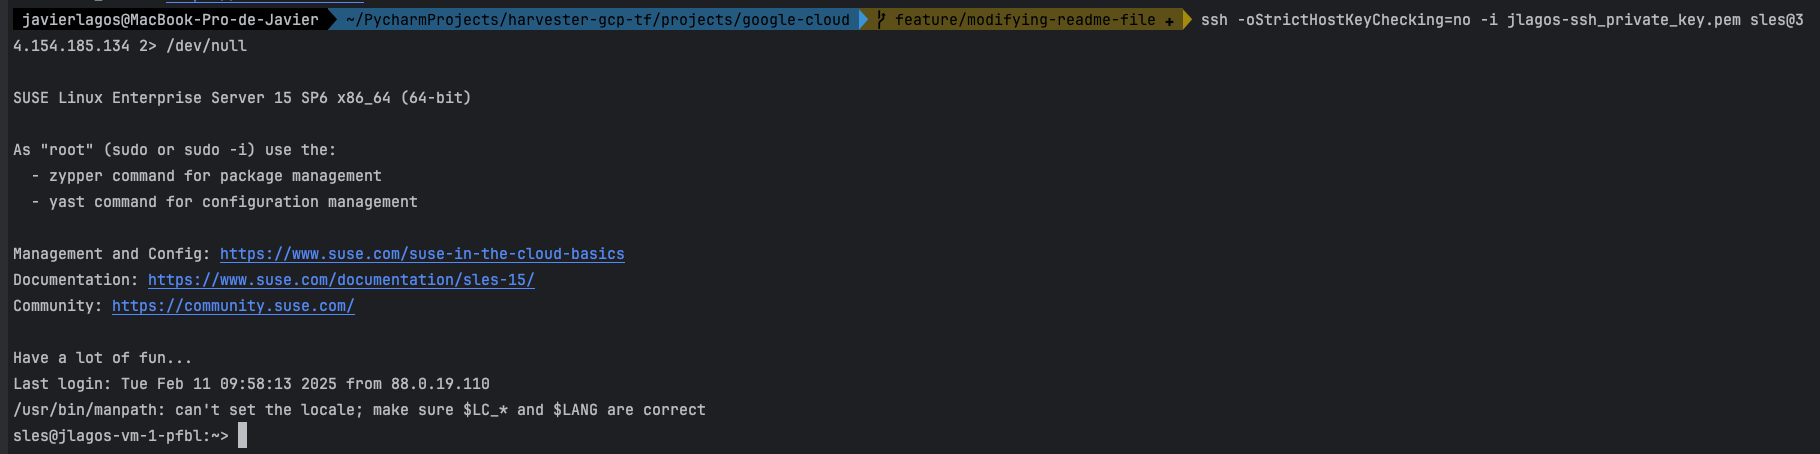 javierlagos@MacBook-Pro-de-Javier ~/PycharmProjects/harvester-gcp-tf/projects/google-cloud feature/modifying-readme-file + ssh -oStrictHostKeyChecking=no -i jlagos-ssh_private_key.pem sles@3
4.154.185.134 2> /dev/null
SUSE Linux Enterprise Server 15 SP6 x86_64 (64-bit)
As "root" (sudo or sudo -i) use the:
- zypper command for package management
- yast command for configuration management
Management and Config: https://www.suse.com/suse-in-the-cloud-basics
Documentation: https://www.suse.com/documentation/sles-15/
Community: https://community.suse.com/
Have a lot of fun...
Last login: Tue Feb 11 09:58:13 2025 from 88.0.19.110
/usr/bin/manpath: can't set the locale; make sure $LC_* and $LANG are correct
sles@jlagos-vm-1-pfbl:~>